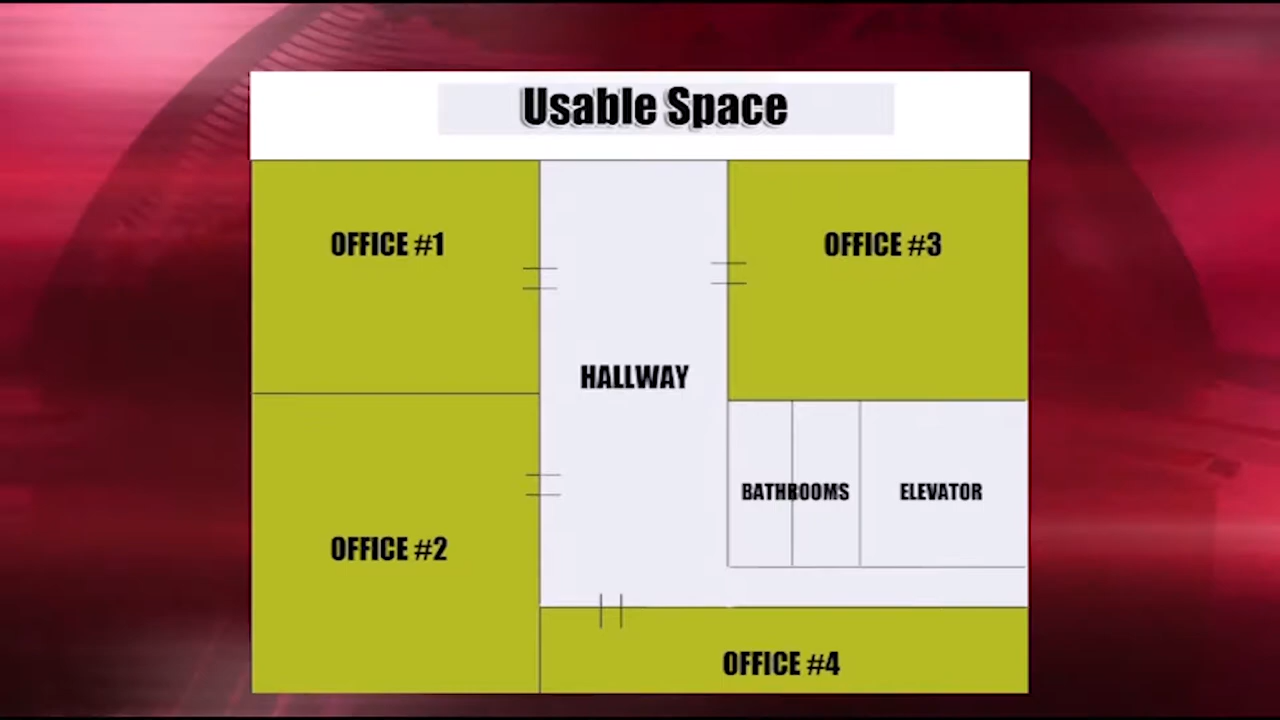 Usable Space
OFFICE #1
OFFICE #3
HALLWAY
BATHROOMS
ELEVATOR
OFFICE #2
OFFICE #4